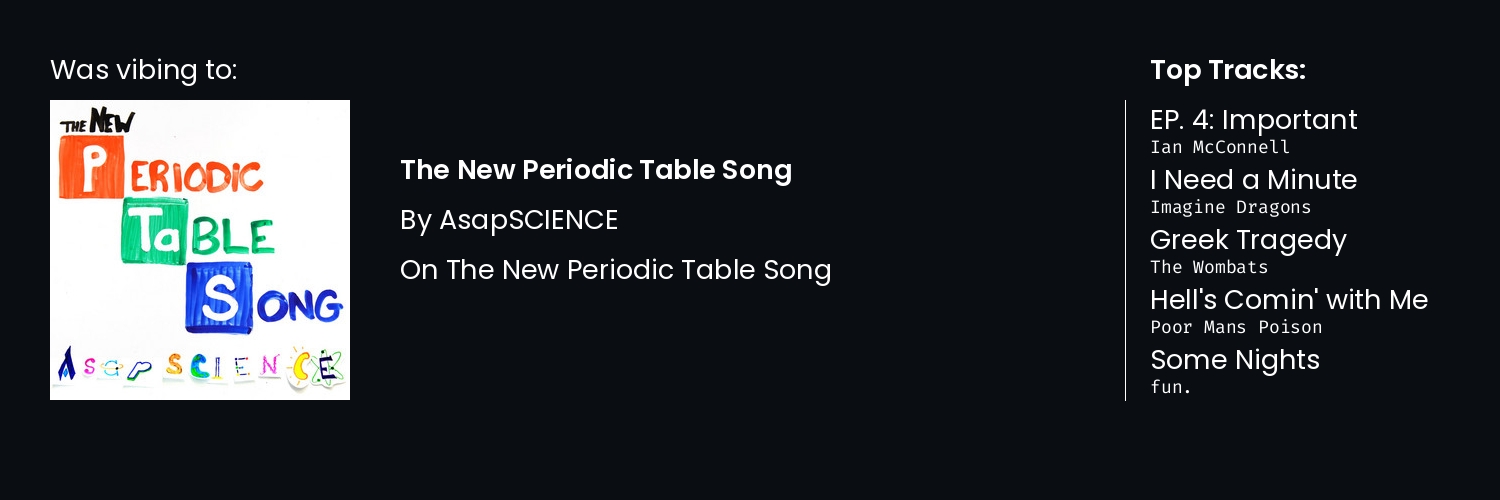 Was vibing to:
THE NEW
PERIODIC
TaBLE
SONG
AsapSCIENCE
The New Periodic Table Song
By AsapSCIENCE
On The New Periodic Table Song
Top Tracks:
EP. 4: Important
Ian McConnell
I Need a Minute
Imagine Dragons
Greek Tragedy
The Wombats
Hell's Comin' with Me
Poor Mans Poison
Some Nights
fun.